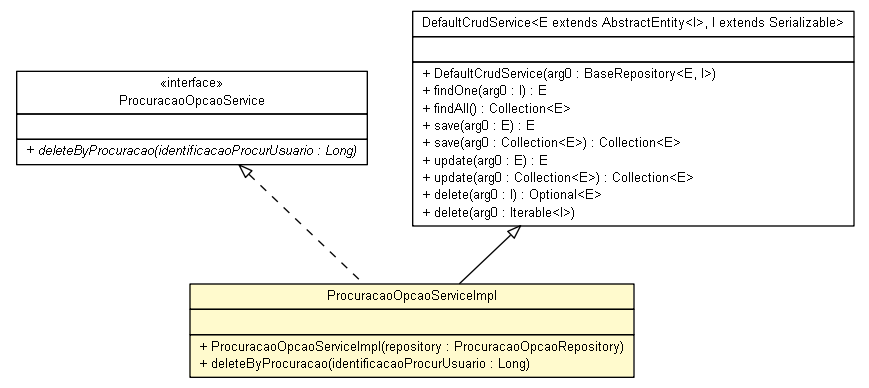 DefaultCrudService<E extends AbstractEntity<I>, I extends Serializable>
+ DefaultCrudService(arg0 : BaseRepository<E, I>)
+ findOne(arg0 : I) : E
+ findAll() : Collection<E>
+ save(arg0 : E) : E
+ save(arg0 : Collection<E>) : Collection<E>
+ update(arg0 : E) : E
+ update(arg0 : Collection<E>) : Collection<E>
+ delete(arg0 : I) : Optional<E>
+ delete(arg0 : Iterable<I>)
«interface»
ProcuracaoOpcaoService
+ deleteByProcuracao(identificacaoProcurUsuario : Long)
ProcuracaoOpcaoServiceImpl
+ ProcuracaoOpcaoServiceImpl(repository : ProcuracaoOpcaoRepository)
+ deleteByProcuracao(identificacaoProcurUsuario : Long)